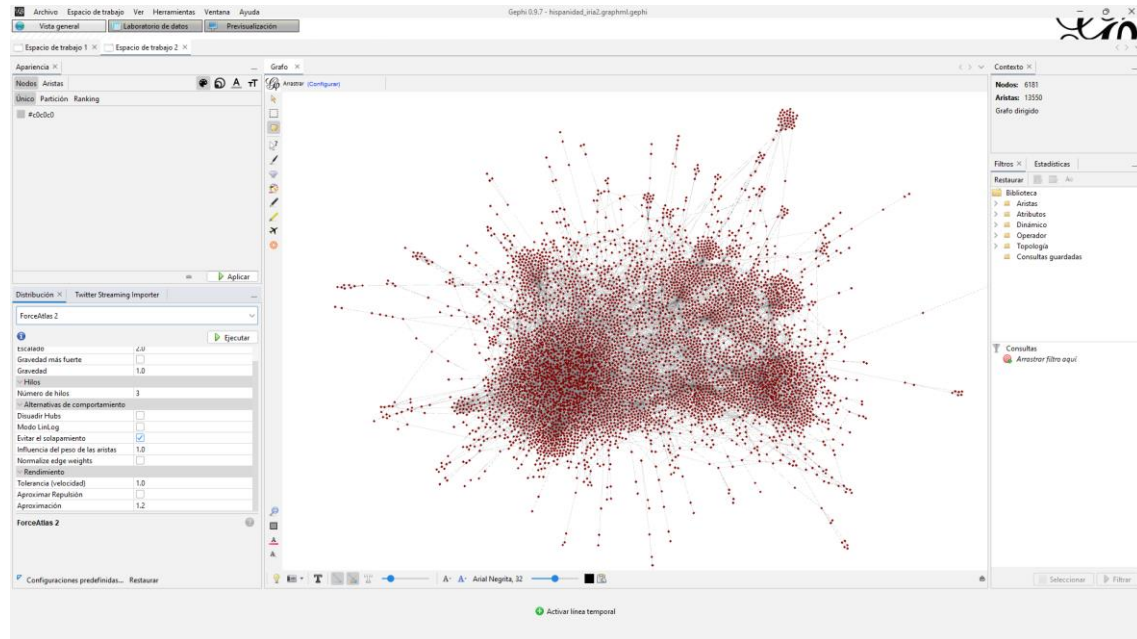 Archivo Espacio de trabajo Ver Herramientas Ventana Ayuda
Gephi 0.9.7 - hispanidad_iria2.graphml.gephi
Vista general Laboratorio de datos Previsualización
Espacio de trabajo 1 Espacio de trabajo 2
Apariencia
Nodos Aristas
Único Partición Ranking
#c0c0c0
Aplicar
Distribución Twitter Streaming Importer
ForceAtlas 2
Ejecutar
Escalado 2.0
Gravedad más fuerte
Gravedad 1.0
Hilos
Número de hilos 3
Alternativas de comportamiento
Disuadir Hubs
Modo LinLog
Evitar el solapamiento
Influencia del peso de las aristas 1.0
Normalize edge weights
Rendimiento
Tolerancia (velocidad) 1.0
Aproximar Repulsión
Aproximación 1.2
ForceAtlas 2
Configuraciones predefinidas... Restaurar
Grafo
Arrastrar (Configurar)
Arial Negrita, 32
Contexto
Nodos: 6181
Aristas: 13550
Grafo dirigido
Filtros Estadísticas
Restaurar
Biblioteca
Aristas
Atributos
Dinámico
Operador
Topología
Consultas guardadas
Consultas
Arrastrar filtro aquí
Seleccionar Filtrar
Activar línea temporal